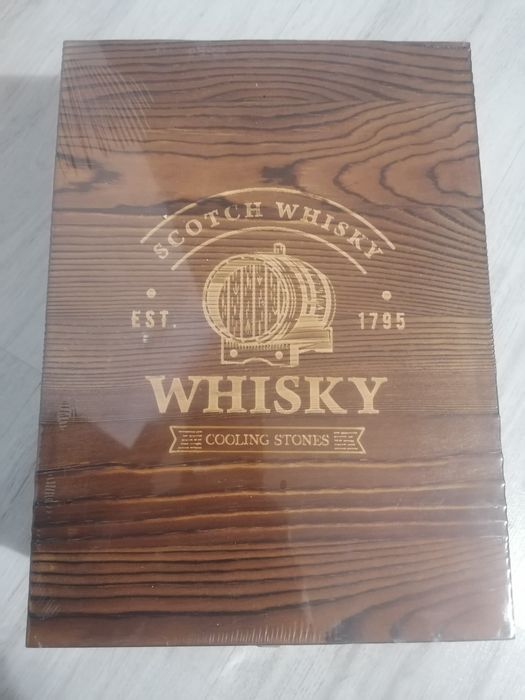 SCOTCH WHISKY
EST. 1795
WHISKY
COOLING STONES